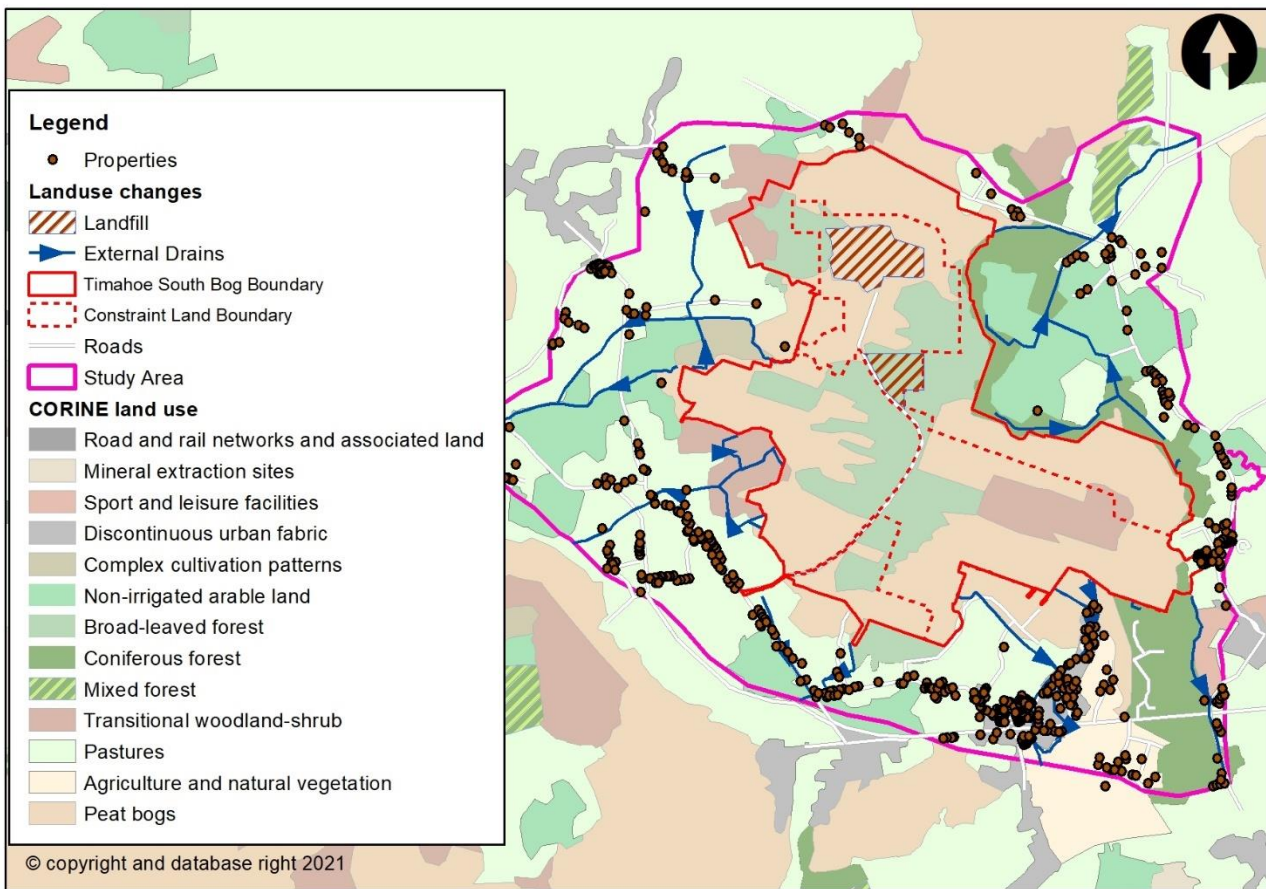 Legend
Properties
Landuse changes
Landfill
External Drains
Timahoe South Bog Boundary
Constraint Land Boundary
Roads
Study Area
CORINE land use
Road and rail networks and associated land
Mineral extraction sites
Sport and leisure facilities
Discontinuous urban fabric
Complex cultivation patterns
Non-irrigated arable land
Broad-leaved forest
Coniferous forest
Mixed forest
Transitional woodland-shrub
Pastures
Agriculture and natural vegetation
Peat bogs
© copyright and database right 2021